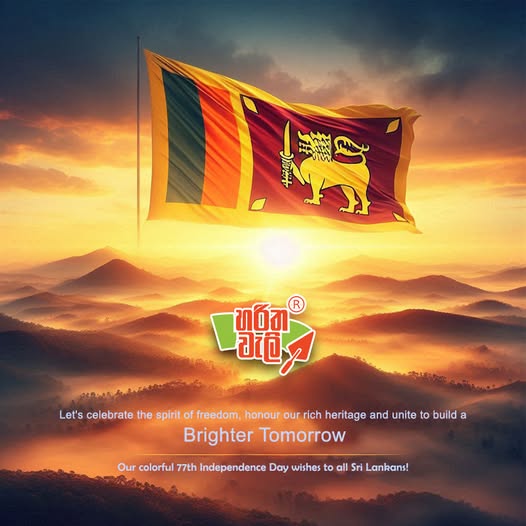 හරිත
වැලි
®
Let's celebrate the spirit of freedom, honour our rich heritage and unite to build a
Brighter Tomorrow
Our colorful 77th Independence Day wishes to all Sri Lankans!